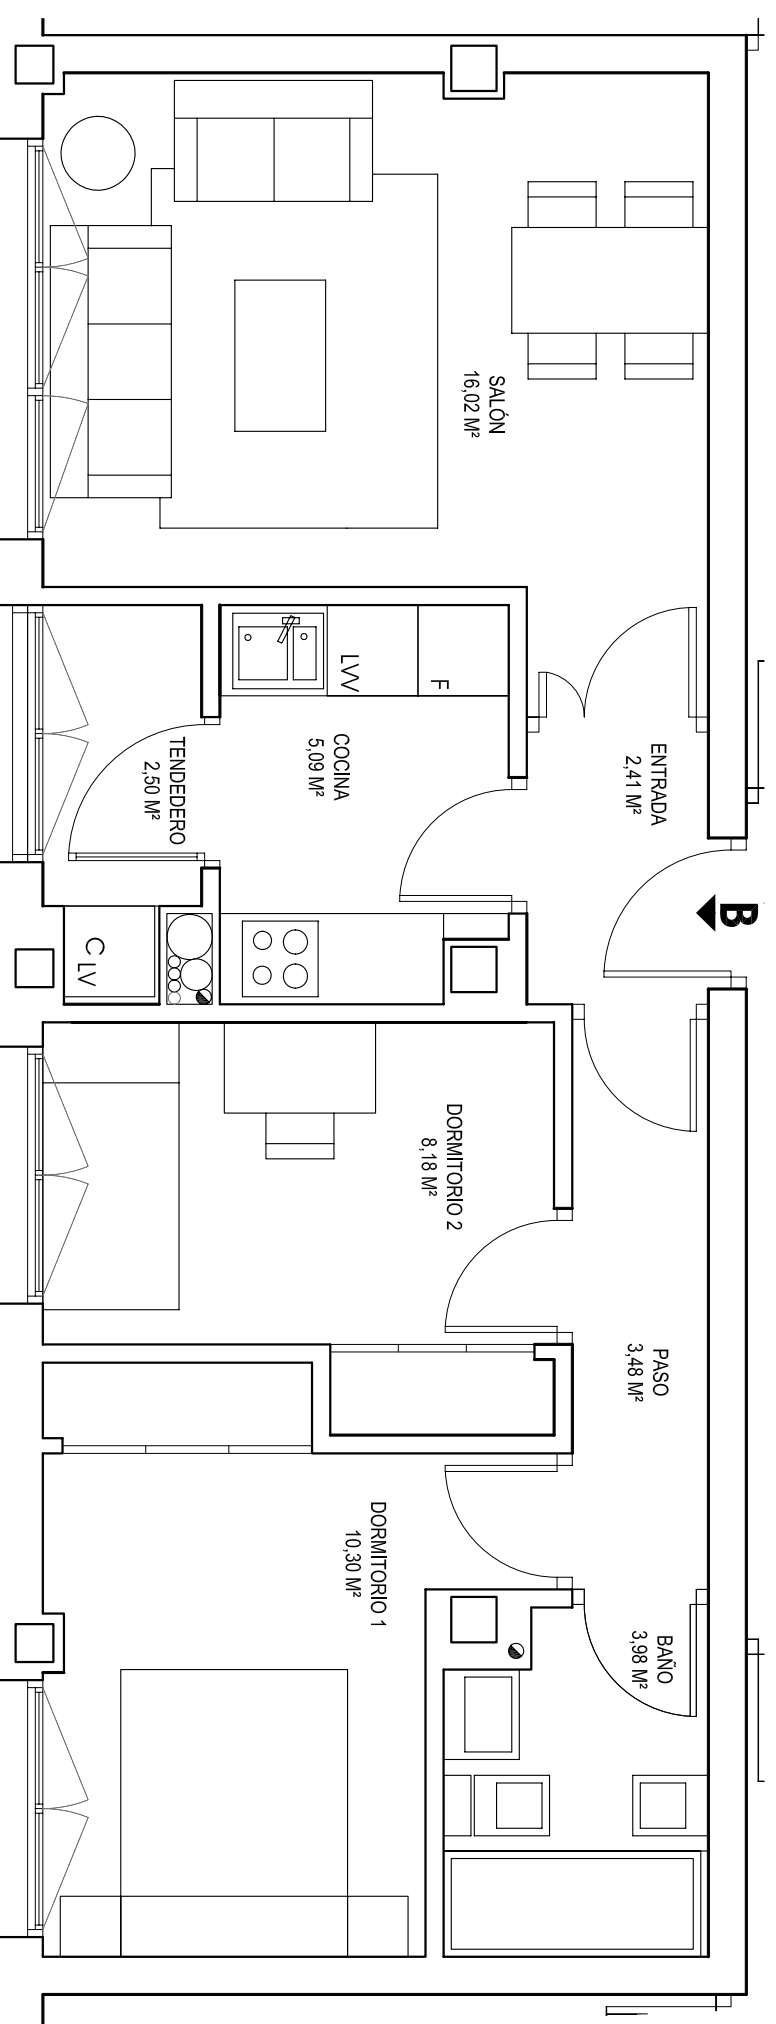 SALÓN
16,02 M²
ENTRADA
2,41 M²
B
COCINA
5,09 M²
LVV
F
TENDEDERO
2,50 M²
C
LV
DORMITORIO 2
8,18 M²
PASO
3,48 M²
DORMITORIO 1
10,30 M²
BAÑO
3,98 M²